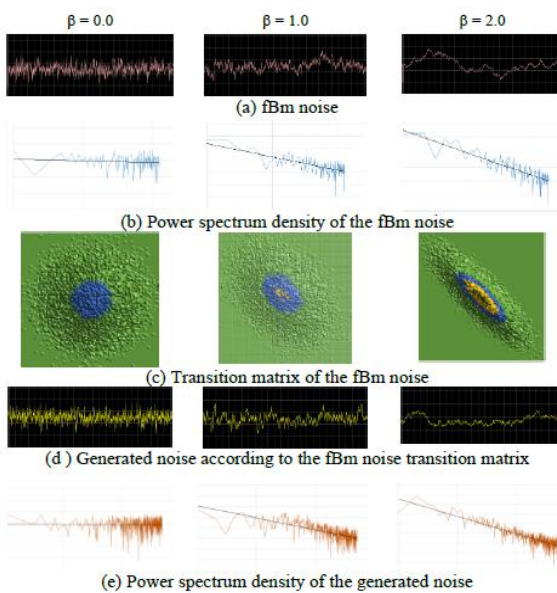 β = 0.0 β = 1.0 β = 2.0
(a) fBm noise
(b) Power spectrum density of the fBm noise
(c) Transition matrix of the fBm noise
(d ) Generated noise according to the fBm noise transition matrix
(e) Power spectrum density of the generated noise